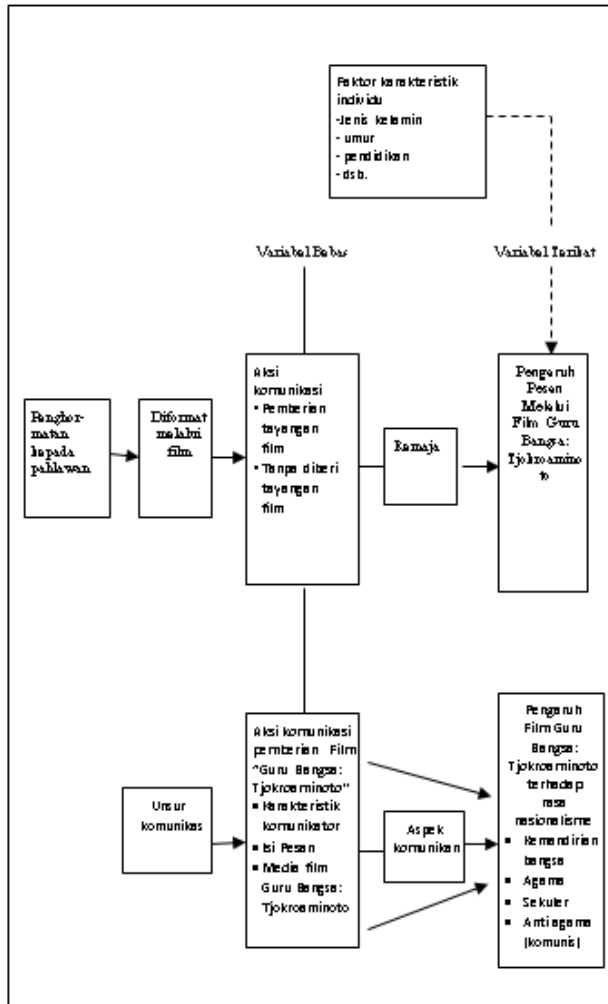 Faktor karakteristik
individu
-Jenis kelamin
- umur
- pendidikan
- dsb.
Variabel Bebas
Variabel Terikat
Penghor-
matan
kepada
pahlawan
Diformat
melalui
film
Aksi
komunikasi
• Pemberian
tayangan
film
• Tanpa diberi
tayangan
film
Remaja
Pengaruh
Pesan
Melalui
Film Guru
Bangsa:
Tjokroamino
to
Unsur
komunikas
Aksi komunikasi
pemberian Film
"Guru Bangsa:
Tjokroaminoto"
▪ Karakteristik
komunikator
▪ Isi Pesan
▪ Media film
Guru Bangsa:
Tjokroaminoto
Aspek
komunikan
Pengaruh
Film Guru
Bangsa:
Tjokroaminoto
terhadap
rasa
nasionalisme
▪ Kemandirian
bangsa
▪ Agama
▪ Sekuler
▪ Anti agama
(komunis)